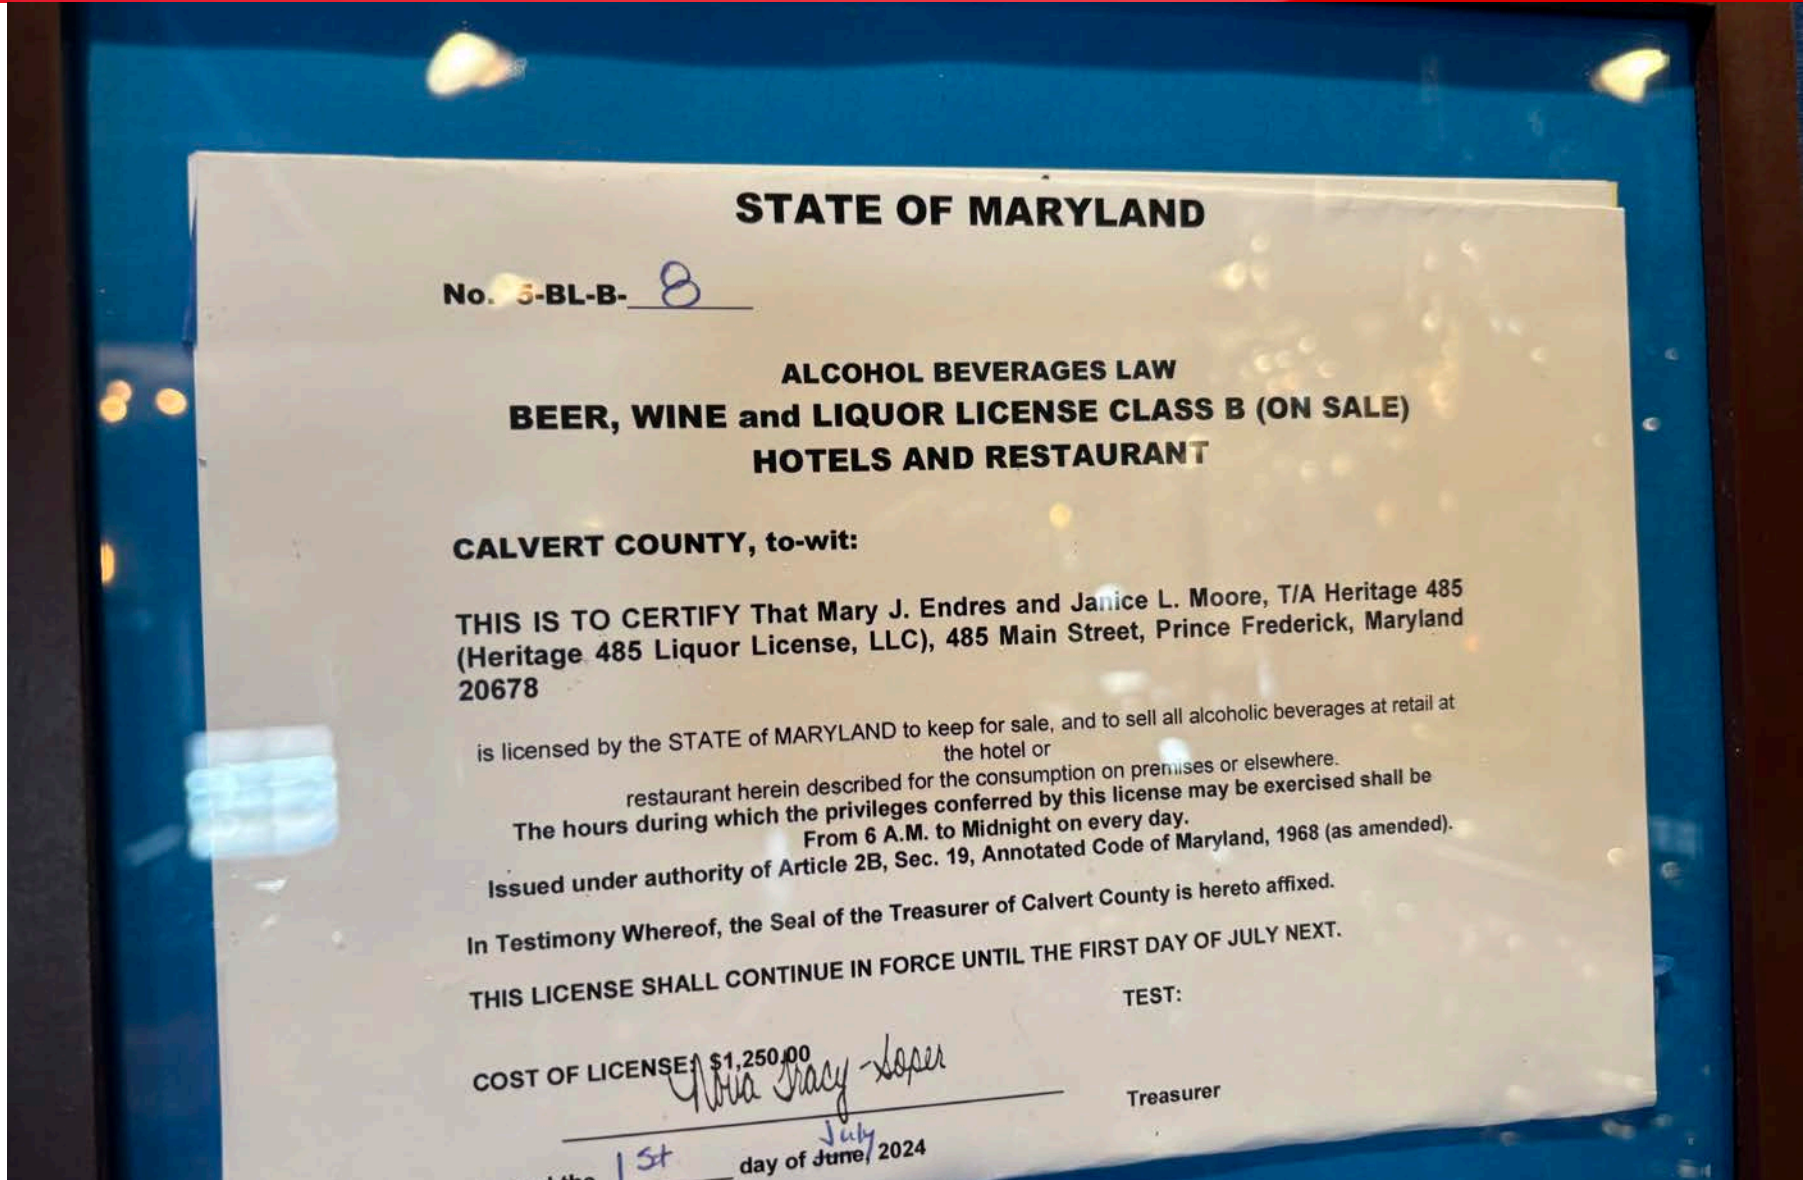 STATE OF MARYLAND
No. 5-BL-B- 8
ALCOHOL BEVERAGES LAW
BEER, WINE and LIQUOR LICENSE CLASS B (ON SALE)
HOTELS AND RESTAURANT
CALVERT COUNTY, to-wit:
THIS IS TO CERTIFY That Mary J. Endres and Janice L. Moore, T/A Heritage 485
(Heritage 485 Liquor License, LLC), 485 Main Street, Prince Frederick, Maryland
20678
is licensed by the STATE of MARYLAND to keep for sale, and to sell all alcoholic beverages at retail at
the hotel or
restaurant herein described for the consumption on premises or elsewhere.
The hours during which the privileges conferred by this license may be exercised shall be
From 6 A.M. to Midnight on every day.
Issued under authority of Article 2B, Sec. 19, Annotated Code of Maryland, 1968 (as amended).
In Testimony Whereof, the Seal of the Treasurer of Calvert County is hereto affixed.
THIS LICENSE SHALL CONTINUE IN FORCE UNTIL THE FIRST DAY OF JULY NEXT.
TEST:
COST OF LICENSE: $1,250.00
Tracy-Soper
Treasurer
July
the 1st day of June, 2024